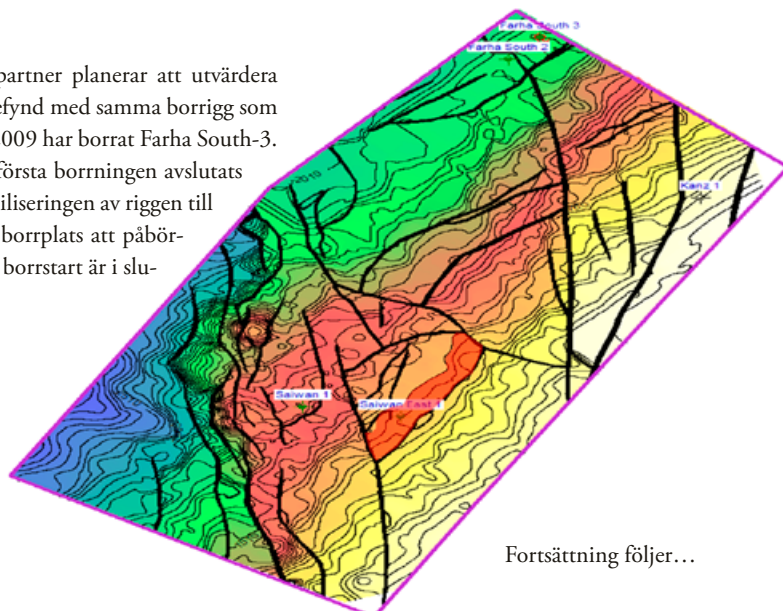 partner planerar att utvärdera
efynd med samma borrigg som
2009 har borrat Farha South-3.
första borrningen avslutats
iliseringen av riggen till
borrplats att påbör-
borrstart är i slu-
Farha South 3
Farha South 2
Kanz 1
Saiwan 1
Saiwan East 1
Fortsättning följer…